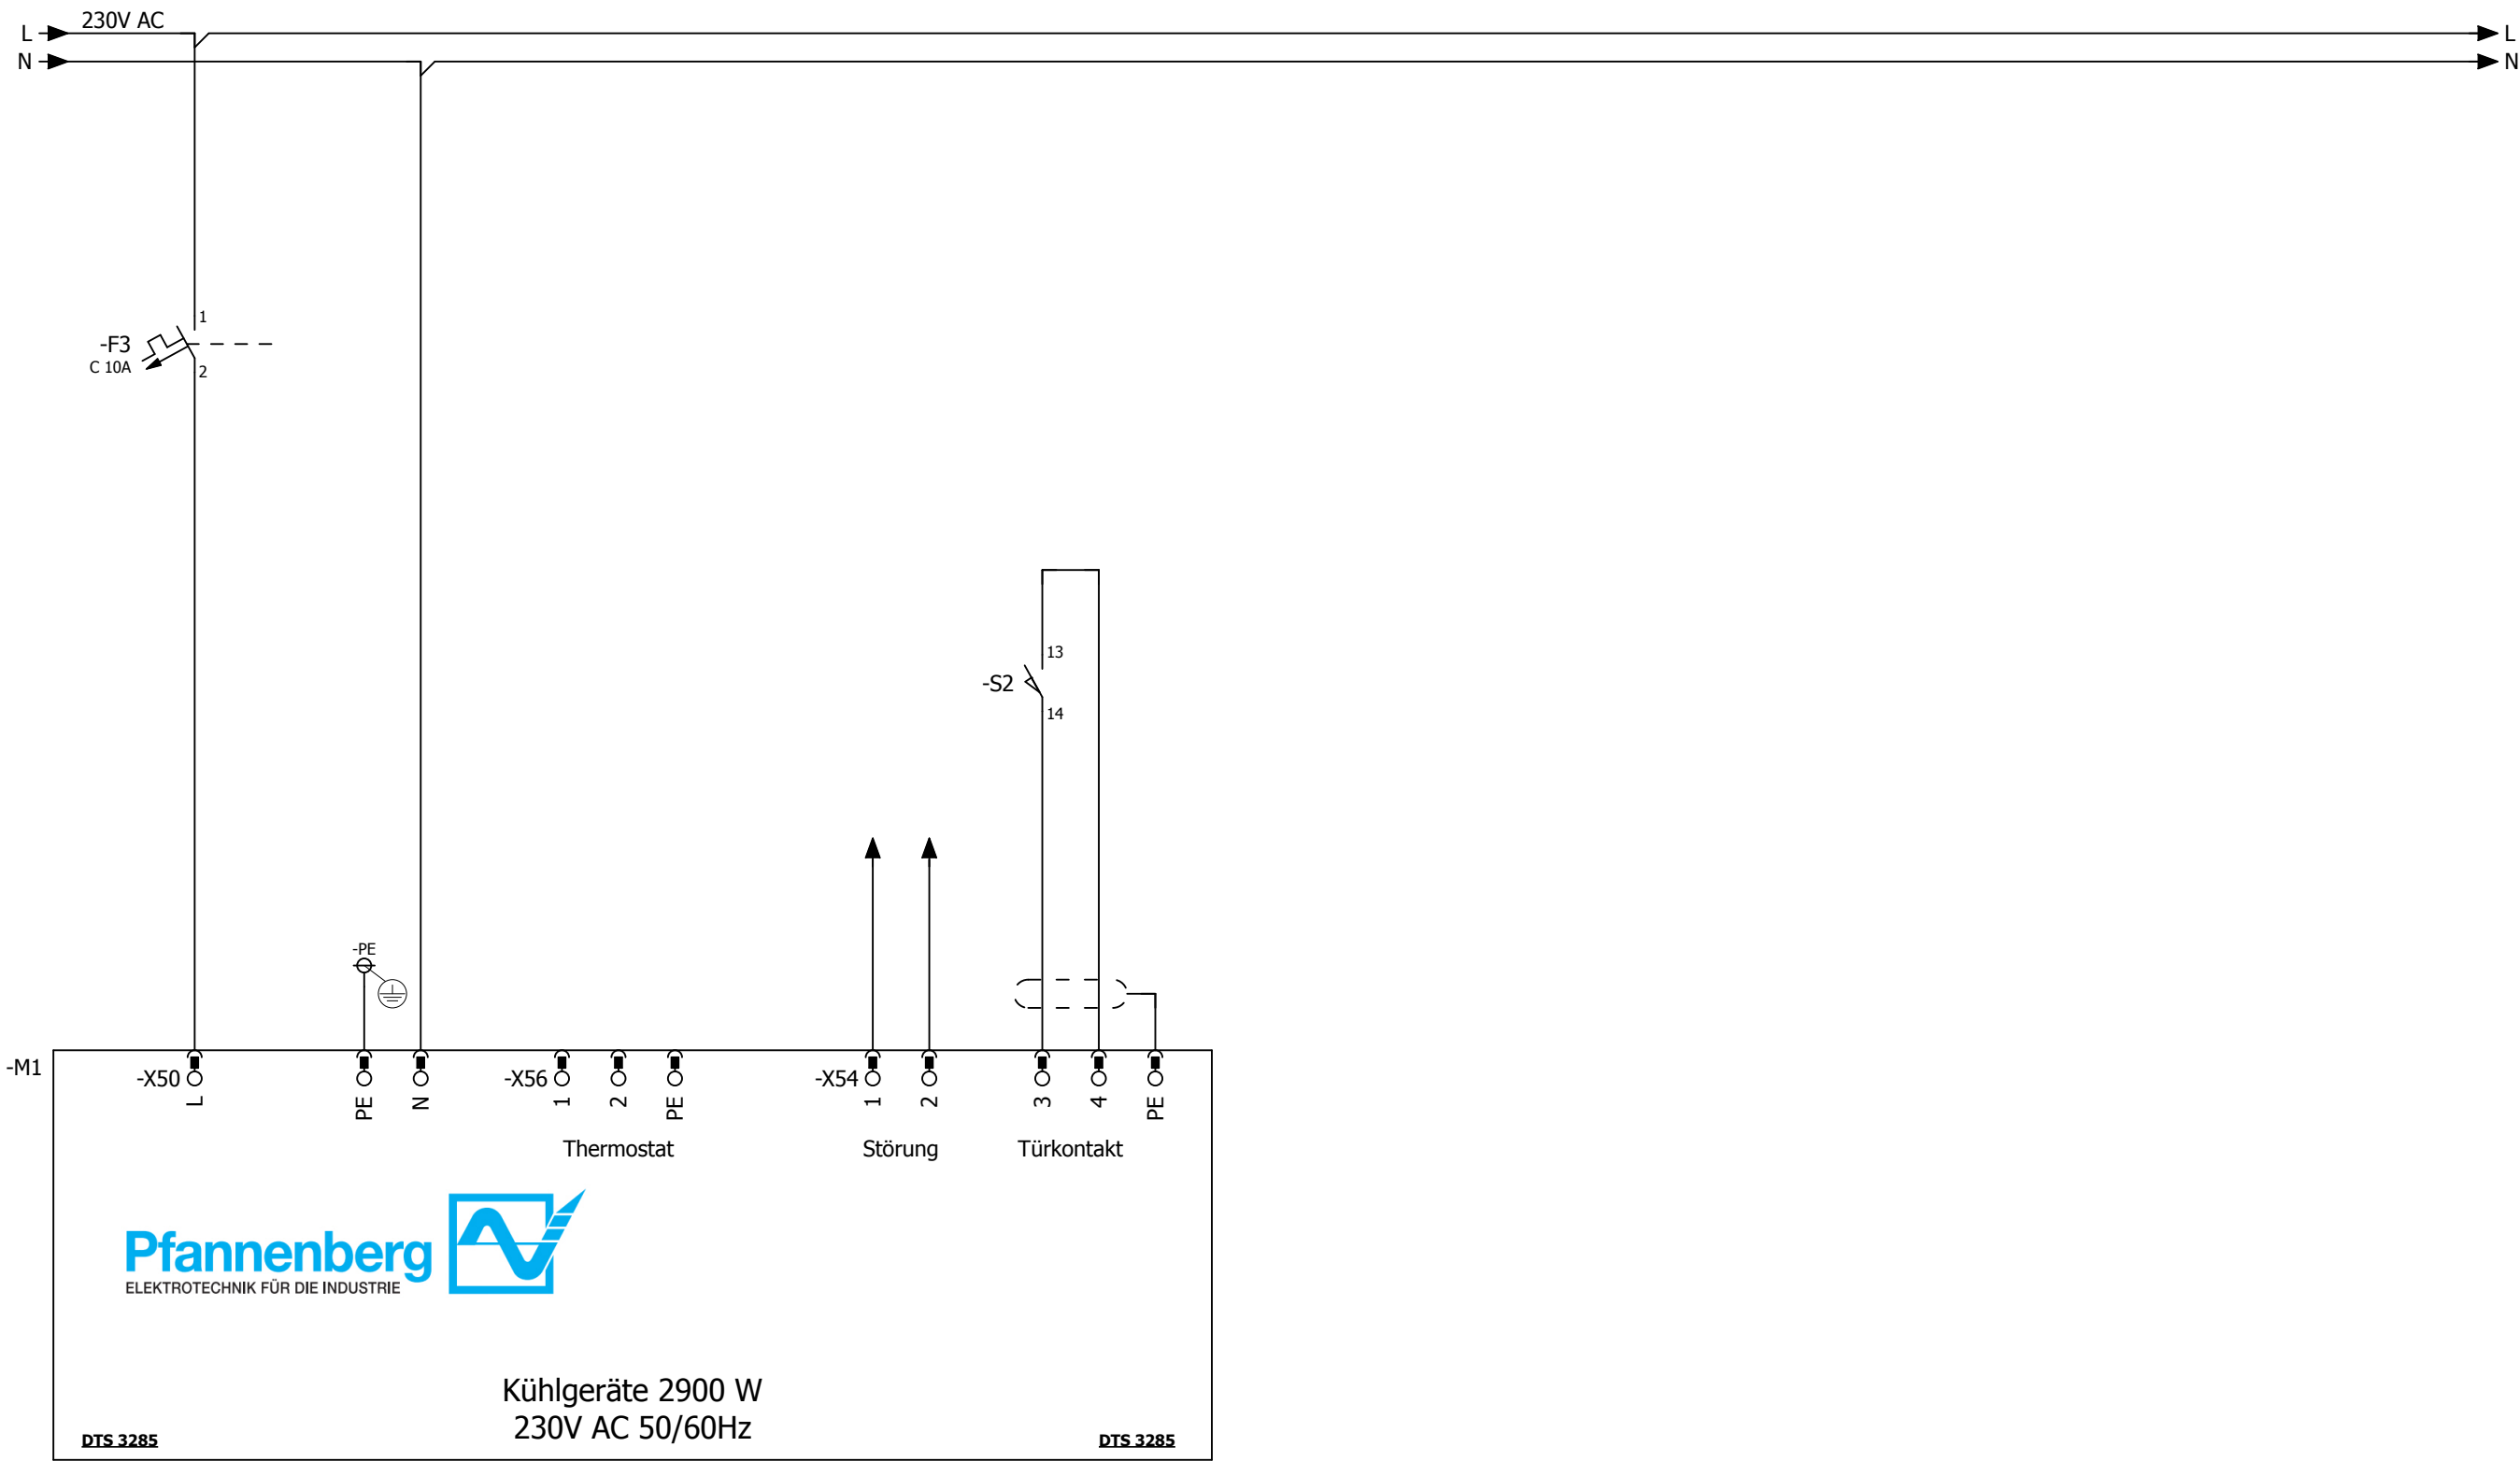 230V AC
L
L
N
N
1
-F3
C 10A
2
13
-S2
14
-PE
-M1
-X50
L
PE
N
-X56
1
2
PE
-X54
1
2
3
4
PE
Thermostat
Störung
Türkontakt
Pfannenberg
ELEKTROTECHNIK FÜR DIE INDUSTRIE
Kühlgeräte 2900 W
230V AC 50/60Hz
DTS 3285
DTS 3285